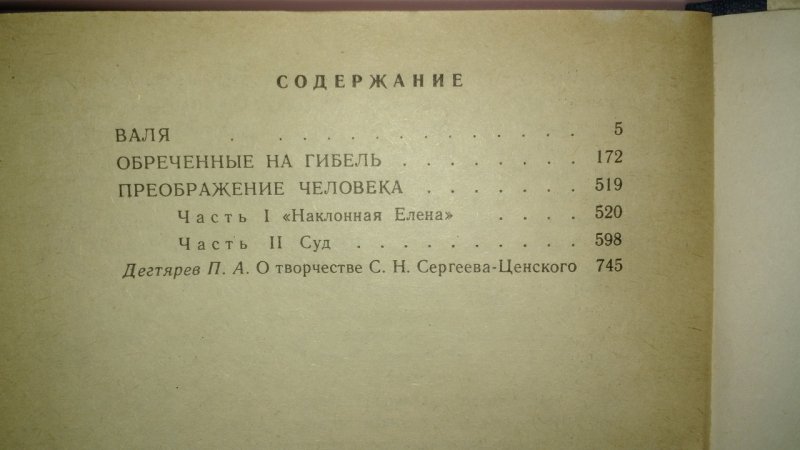 СОДЕРЖАНИЕ
ВАЛЯ . . . . . . . . . . . . . 5
ОБРЕЧЕННЫЕ НА ГИБЕЛЬ . . . . . . . . 172
ПРЕОБРАЖЕНИЕ ЧЕЛОВЕКА . . . . . . . 519
Часть I «Наклонная Елена» . . . . 520
Часть II Суд . . . . . . . . . . 598
Дегтярев П. А. О творчестве С. Н. Сергеева-Ценского 745